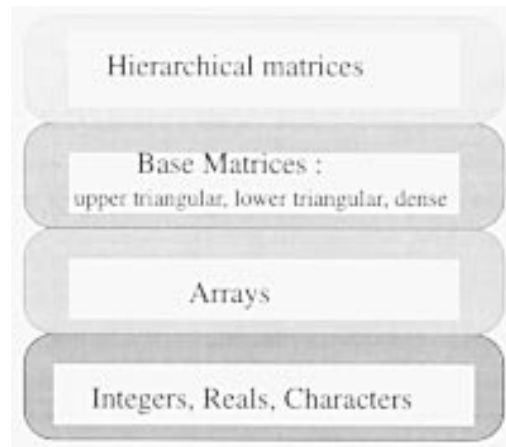 Hierarchical matrices
Base Matrices :
upper triangular, lower triangular, dense
Arrays
Integers, Reals, Characters